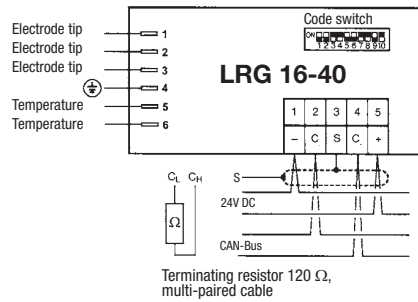 Code switch
ON
1 2 3 4 5 6 7 8 9 10
Electrode tip 1
Electrode tip 2
Electrode tip 3
4
Temperature 5
Temperature 6
LRG 16-40
1 2 3 4 5
– C S C +
CL CH S
Ω
24V DC
CAN-Bus
Terminating resistor 120 Ω,
multi-paired cable